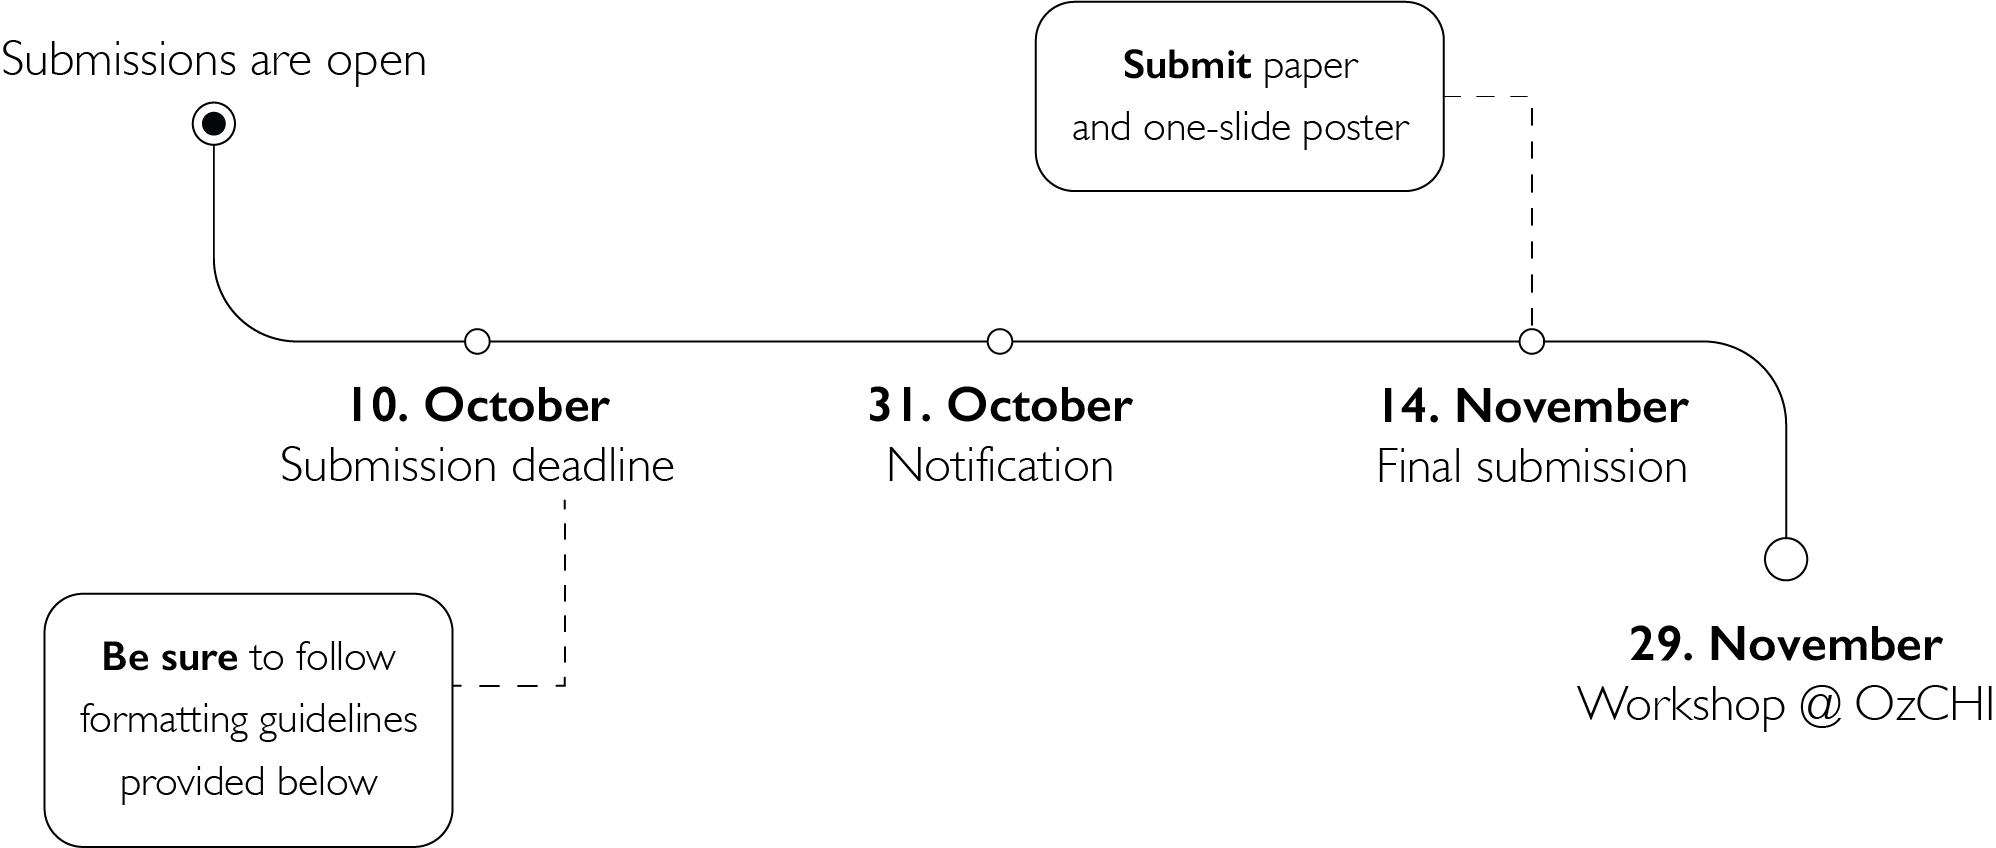 Submissions are open
Submit paper
and one-slide poster
10. October
Submission deadline
31. October
Notification
14. November
Final submission
Be sure to follow
formatting guidelines
provided below
29. November
Workshop @ OzCHI